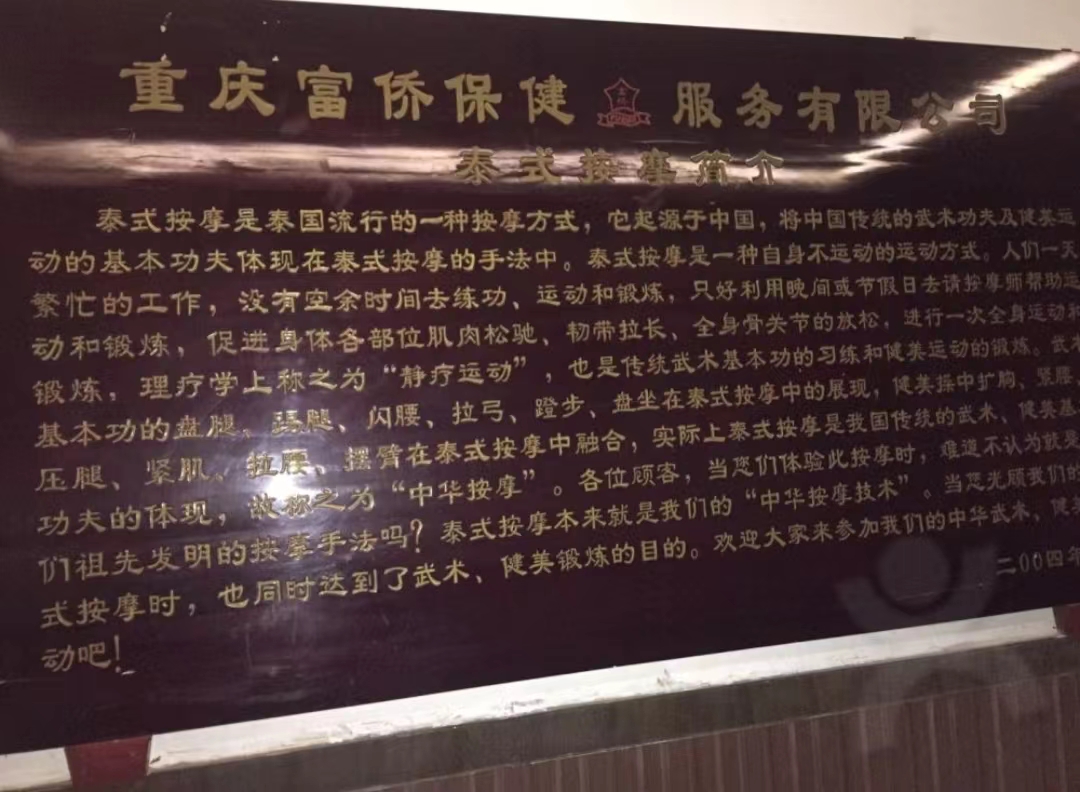 重庆富侨保健服务有限公司
泰式按摩简介
泰式按摩是泰国流行的一种按摩方式，它起源于中国，将中国传统的武术功夫及健美运
动的基本功夫体现在泰式按摩的手法中。泰式按摩是一种自身不运动的运动方式。人们一天
繁忙的工作，没有空余时间去练功、运动和锻炼，只好利用晚间或节假日去请按摩师帮助运
动和锻炼，促进身体各部位肌肉松驰、韧带拉长、全身骨关节的放松，进行一次全身运动和
锻炼，理疗学上称之为“静疗运动”，也是传统武术基本功的习练和健美运动的锻炼。武术
基本功的盘腿、腿、闪腰、拉弓、蹬步、盘坐在泰式按摩中的展现，健美操中扩胸、紧腰、
压腿、紧肌、拉腰、摆臂在泰式按摩中融合，实际上泰式按摩是我国传统的武术、健美基
功夫的体现，故称之为“中华按摩”。各位顾客，当您们体验此按摩时，难道不认为就是
们祖先发明的按摩手法吗？泰式按摩本来就是我们的“中华按摩技术”。当您光顾我们的
式按摩时，也同时达到了武术、健美锻炼的目的。欢迎大家来参加我们的中华武术、健美
动吧！
二00四年